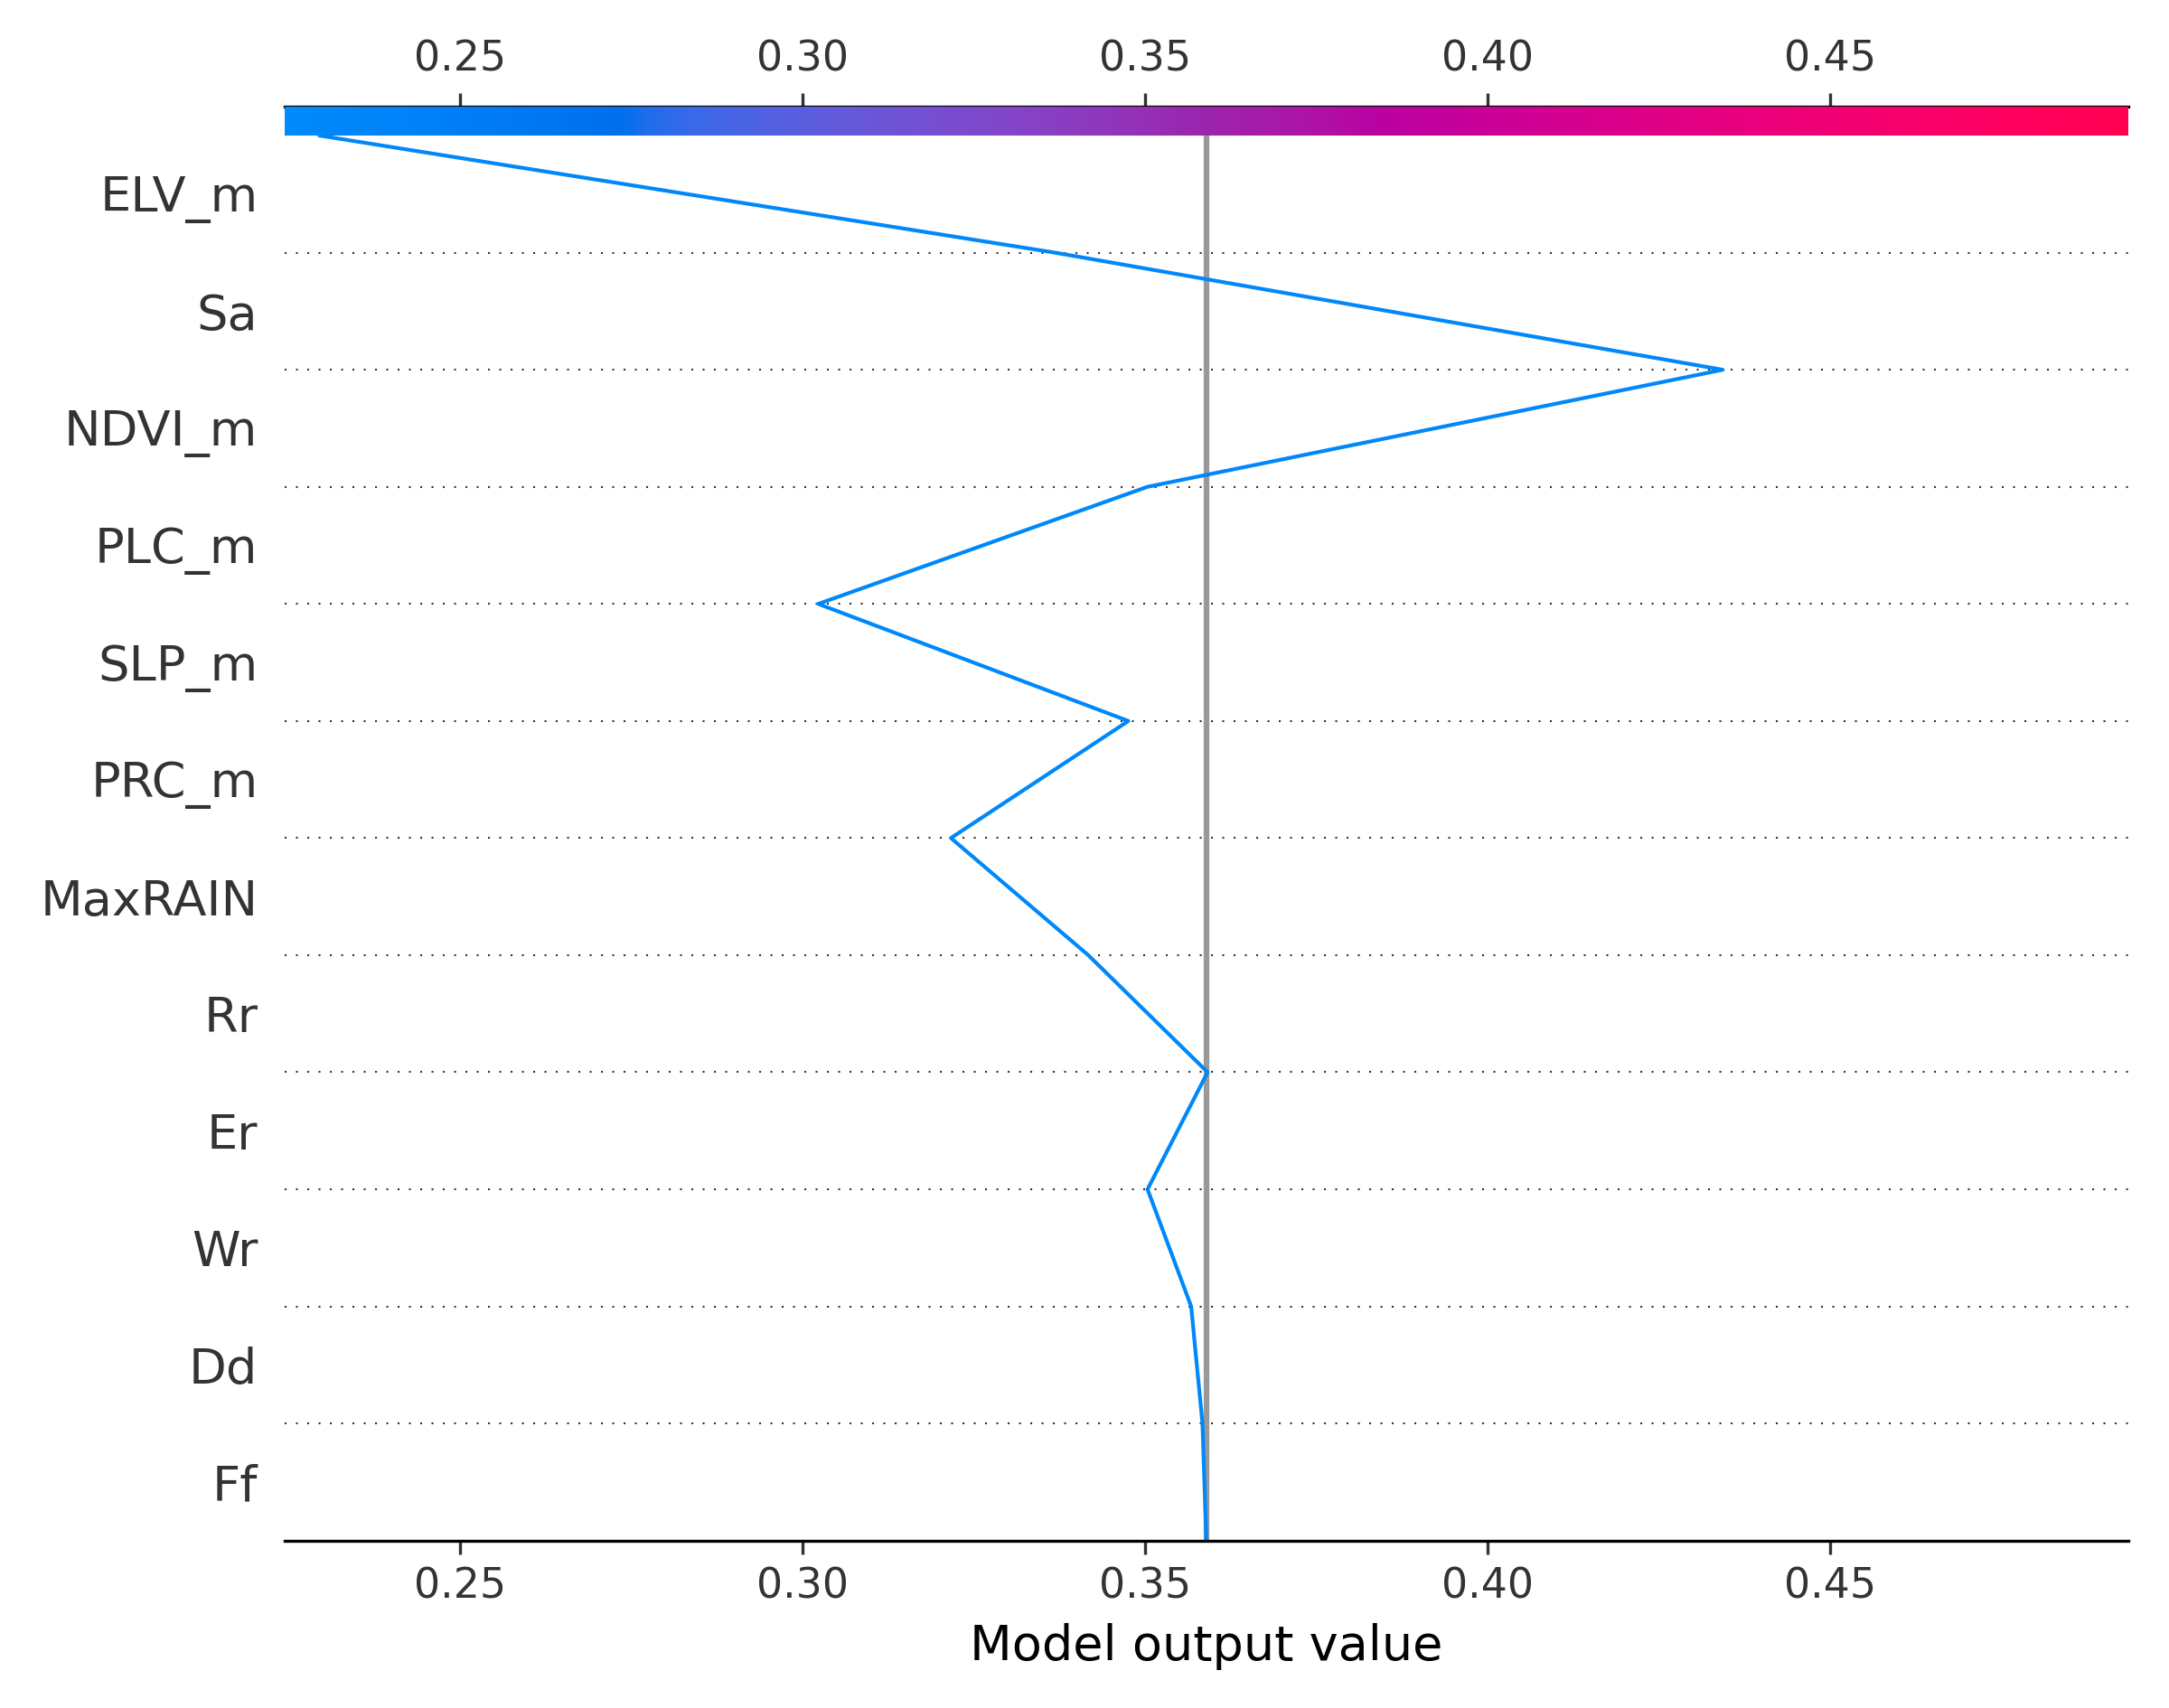 0.25 0.30 0.35 0.40 0.45
ELV_m
Sa
NDVI_m
PLC_m
SLP_m
PRC_m
MaxRAIN
Rr
Er
Wr
Dd
Ff
0.25 0.30 0.35 0.40 0.45
Model output value